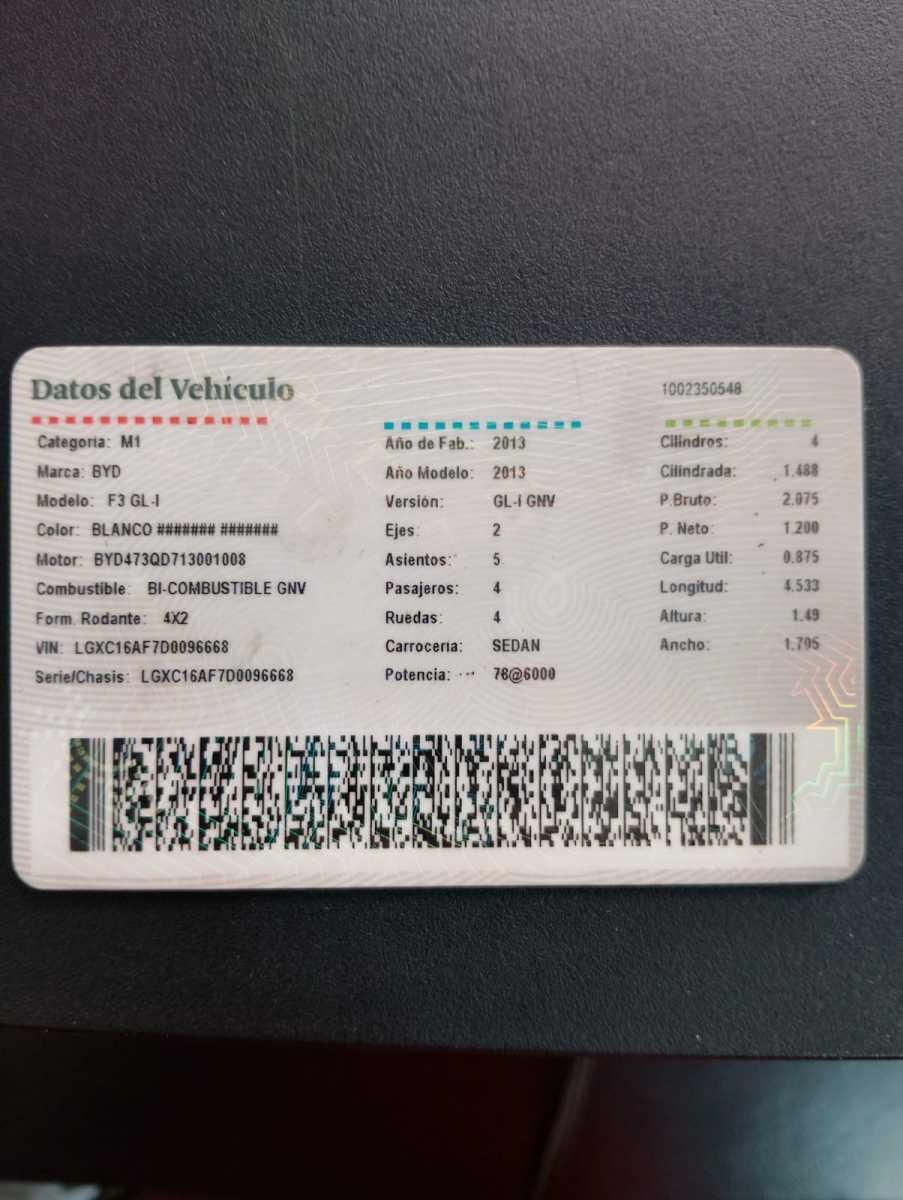 Datos del Vehículo
1002350548
Categoria: M1
Marca: BYD
Modelo: F3 GL-I
Color: BLANCO ####### #######
Motor: BYD473QD713001008
Combustible: BI-COMBUSTIBLE GNV
Form. Rodante: 4X2
VIN: LGXC16AF7D0096668
Serie/Chasis: LGXC16AF7D0096668
Año de Fab.: 2013
Año Modelo: 2013
Versión: GL-I GNV
Ejes: 2
Asientos: 5
Pasajeros: 4
Ruedas: 4
Carrocería: SEDAN
Potencia: 78@6000
Cilindros: 4
Cilindrada: 1.488
P.Bruto: 2.075
P. Neto: 1.200
Carga Util: 0.875
Longitud: 4.533
Altura: 1.49
Ancho: 1.705